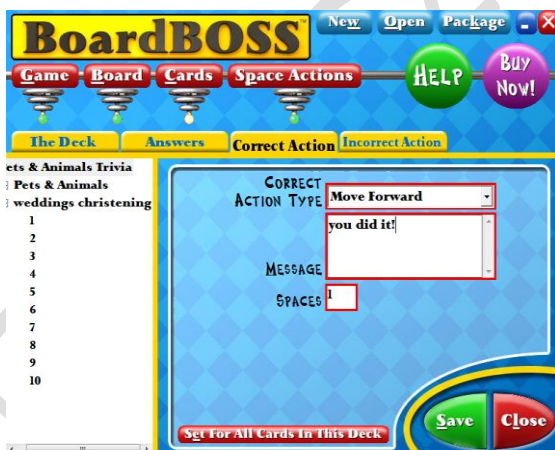 BoardBOSS™
New Open Package
Game Board Cards Space Actions
HELP
Buy
Now!
The Deck Answers Correct Action Incorrect Action
ets & Animals Trivia
Pets & Animals
weddings christening
1
2
3
4
5
6
7
8
9
10
Correct
Action Type Move Forward
you did it!
Message
Spaces 1
Set For All Cards In This Deck
Save Close